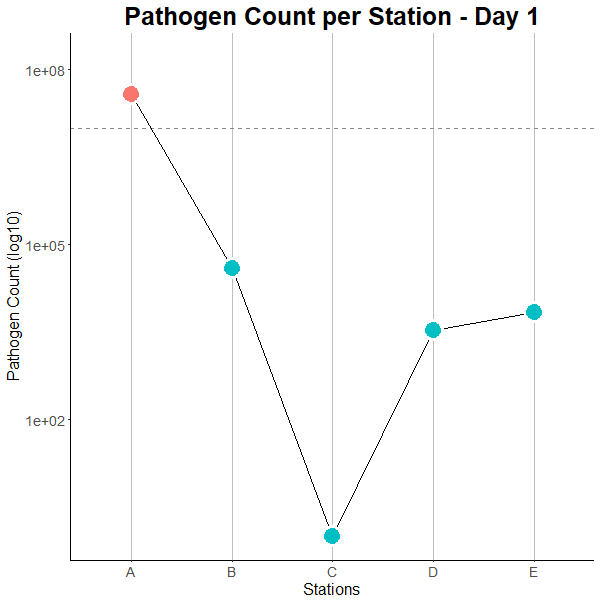 Pathogen Count per Station - Day 1
1e+08
1e+05
1e+02
Pathogen Count (log10)
A B C D E
Stations